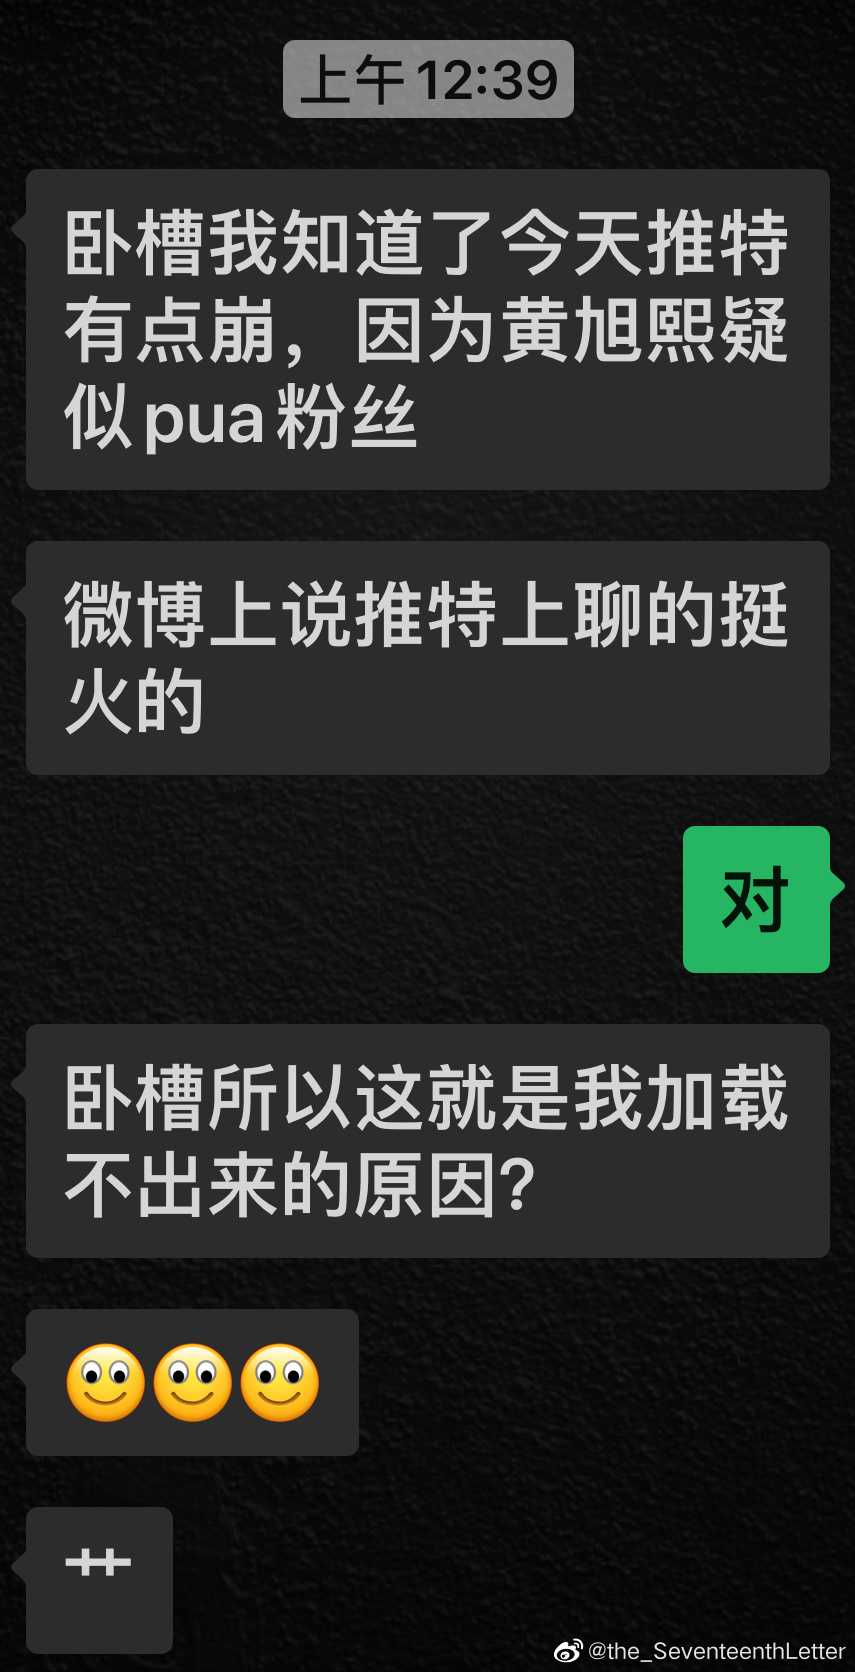 上午 12:39
卧槽我知道了今天推特
有点崩，因为黄旭熙疑
似pua粉丝
微博上说推特上聊的挺
火的
对
卧槽所以这就是我加载
不出来的原因?
艹
@the_SeventeenthLetter